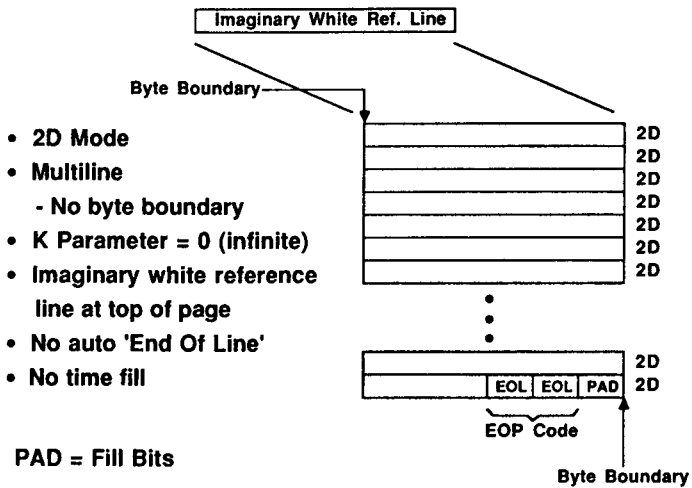 Imaginary White Ref. Line
Byte Boundary
• 2D Mode
• Multiline
- No byte boundary
• K Parameter = 0 (infinite)
• Imaginary white reference
line at top of page
• No auto 'End Of Line'
• No time fill
PAD = Fill Bits
2D
2D
2D
2D
2D
2D
2D
2D
EOL EOL PAD 2D
EOP Code
Byte Boundary